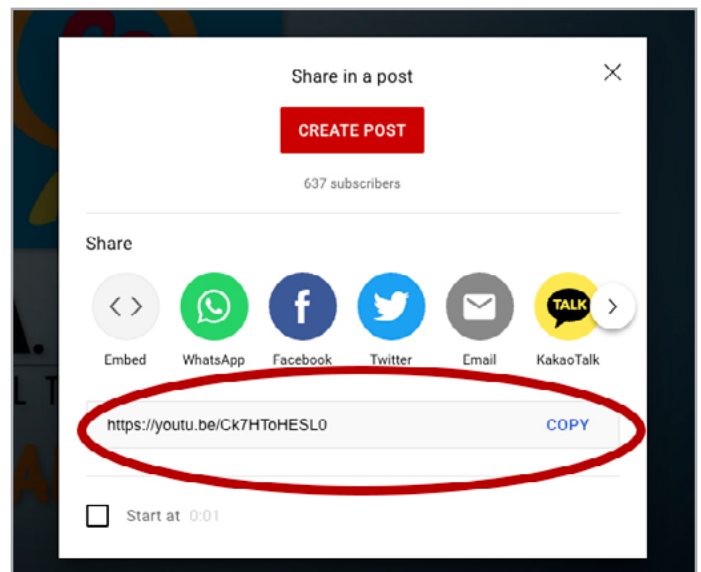 Share in a post
CREATE POST
637 subscribers
Share
TALK
Embed WhatsApp Facebook Twitter Email KakaoTalk
https://youtu.be/Ck7HToHESL0 COPY
Start at 0:01